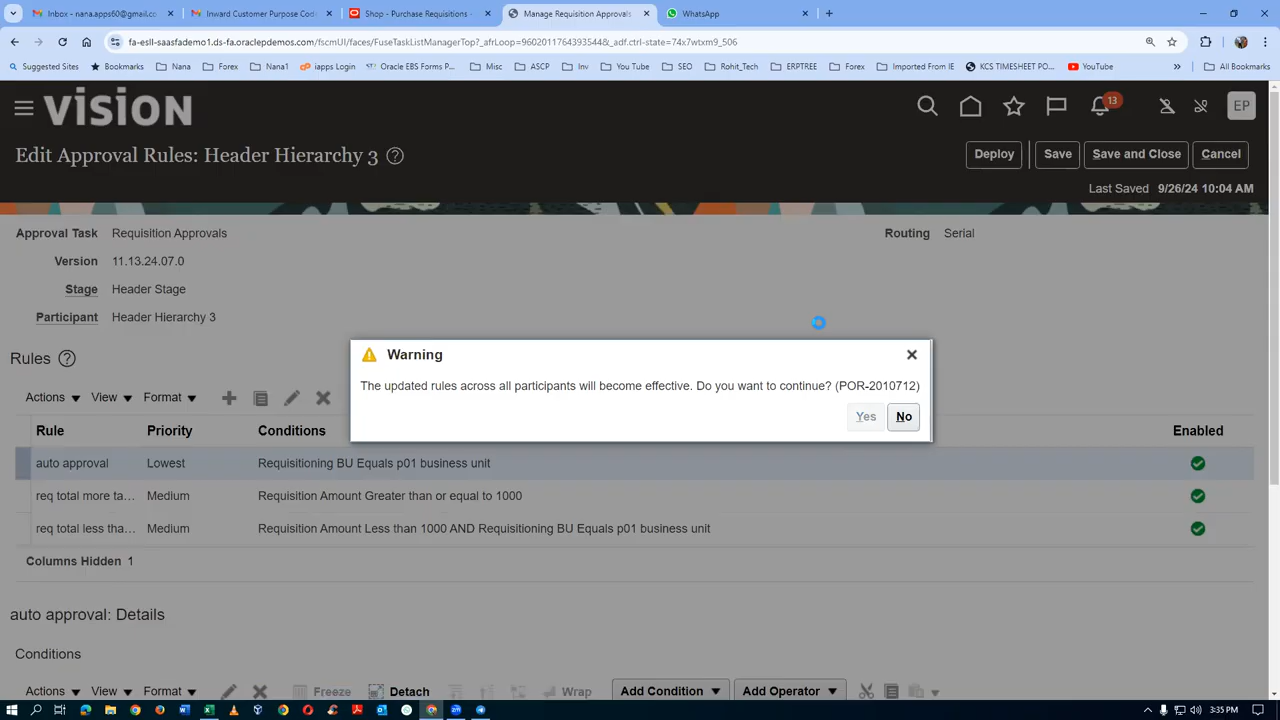 Inbox - nana.apps60@gmail.co
Inward Customer Purpose Code
Shop - Purchase Requisitions -
Manage Requisition Approvals
WhatsApp
fa-esll-saasfademo1.ds-fa.oraclepdemos.com/fscmUI/faces/FuseTaskListManagerTop?_afrLoop=96020117643935448&_adf.ctrl-state=74x7wtxm9_506
Suggested Sites
Bookmarks
Nana
Forex
Nana1
iapps Login
Oracle EBS Forms P...
Misc
ASCP
Inv
You Tube
SEO
Rohit_Tech
ERPTREE
Forex
Imported From IE
KCS TIMESHEET PO...
YouTube
All Bookmarks
vision
13
EP
Edit Approval Rules: Header Hierarchy 3
Deploy
Save
Save and Close
Cancel
Last Saved 9/26/24 10:04 AM
Approval Task Requisition Approvals
Routing Serial
Version 11.13.24.07.0
Stage Header Stage
Participant Header Hierarchy 3
Warning
The updated rules across all participants will become effective. Do you want to continue? (POR-2010712)
Yes No
Rules
Actions View Format
Rule Priority Conditions Enabled
auto approval Lowest Requisitioning BU Equals p01 business unit
req total more ta... Medium Requisition Amount Greater than or equal to 1000
req total less tha... Medium Requisition Amount Less than 1000 AND Requisitioning BU Equals p01 business unit
Columns Hidden 1
auto approval: Details
Conditions
Actions View Format Freeze Detach Wrap Add Condition Add Operator
3:35 PM